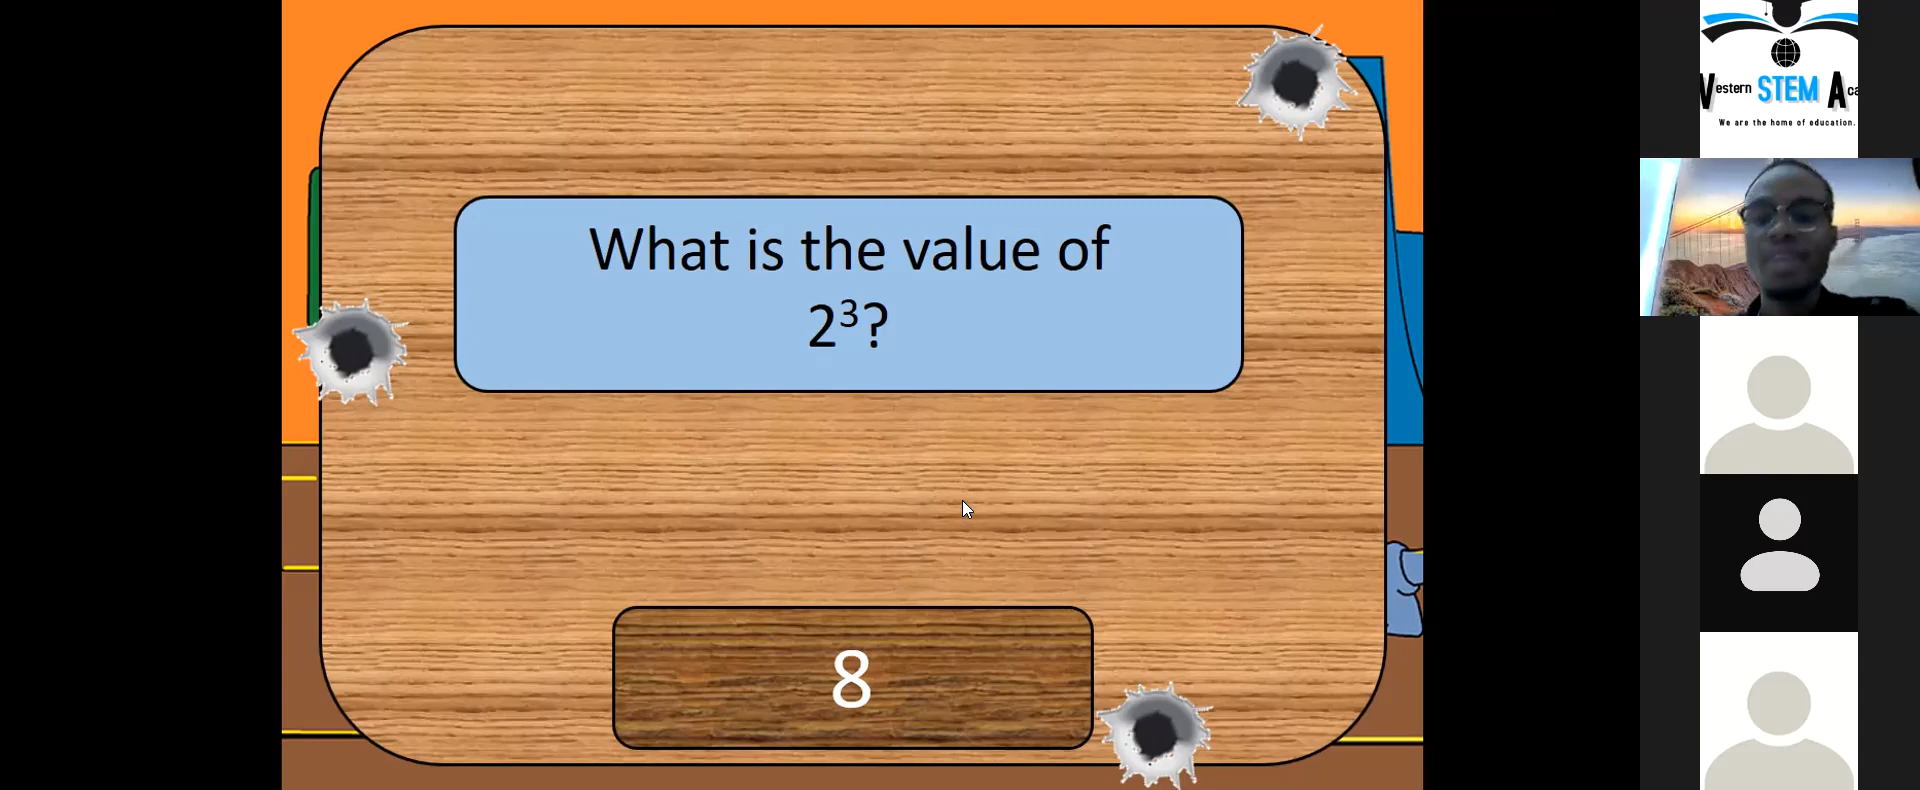 What is the value of
2³?
8
estern STEM A
We are the home of education.